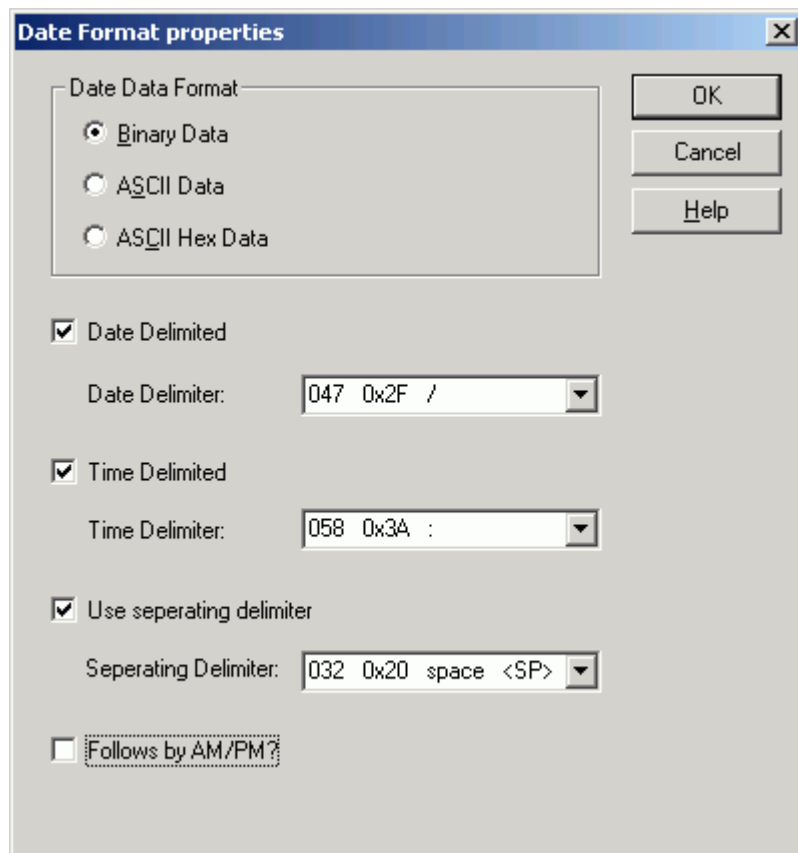 Date Format properties
Date Data Format
OK
Binary Data
Cancel
ASCII Data
Help
ASCII Hex Data
Date Delimited
Date Delimiter: 047 0x2F /
Time Delimited
Time Delimiter: 058 0x3A :
Use seperating delimiter
Seperating Delimiter: 032 0x20 space <SP>
Follows by AM/PM?